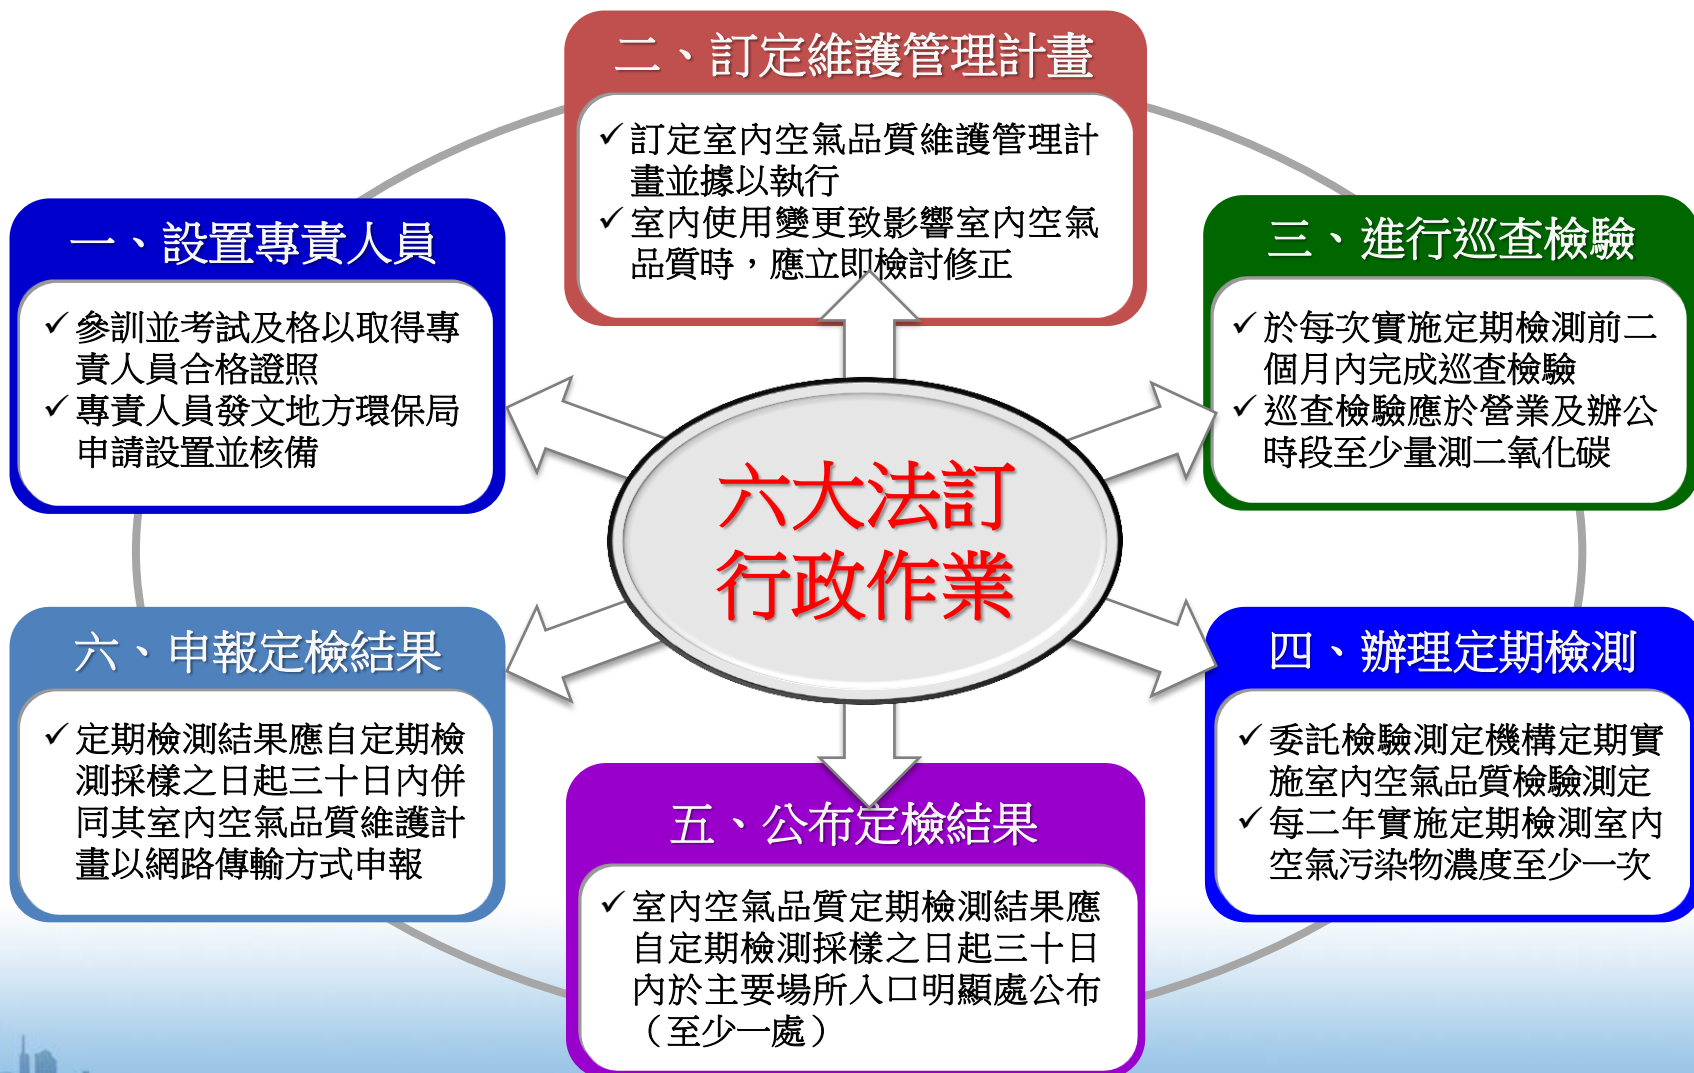 六大法訂
行政作業
一、設置專責人員
參訓並考試及格以取得專
責人員合格證照
專責人員發文地方環保局
申請設置並核備
二、訂定維護管理計畫
訂定室內空氣品質維護管理計
畫並據以執行
室內使用變更致影響室內空氣
品質時，應立即檢討修正
三、進行巡查檢驗
於每次實施定期檢測前二
個月內完成巡查檢驗
巡查檢驗應於營業及辦公
時段至少量測二氧化碳
四、辦理定期檢測
委託檢驗測定機構定期實
施室內空氣品質檢驗測定
每二年實施定期檢測室內
空氣污染物濃度至少一次
五、公布定檢結果
室內空氣品質定期檢測結果應
自定期檢測採樣之日起三十日
內於主要場所入口明顯處公布
（至少一處）
六、申報定檢結果
定期檢測結果應自定期檢
測採樣之日起三十日內併
同其室內空氣品質維護計
畫以網路傳輸方式申報